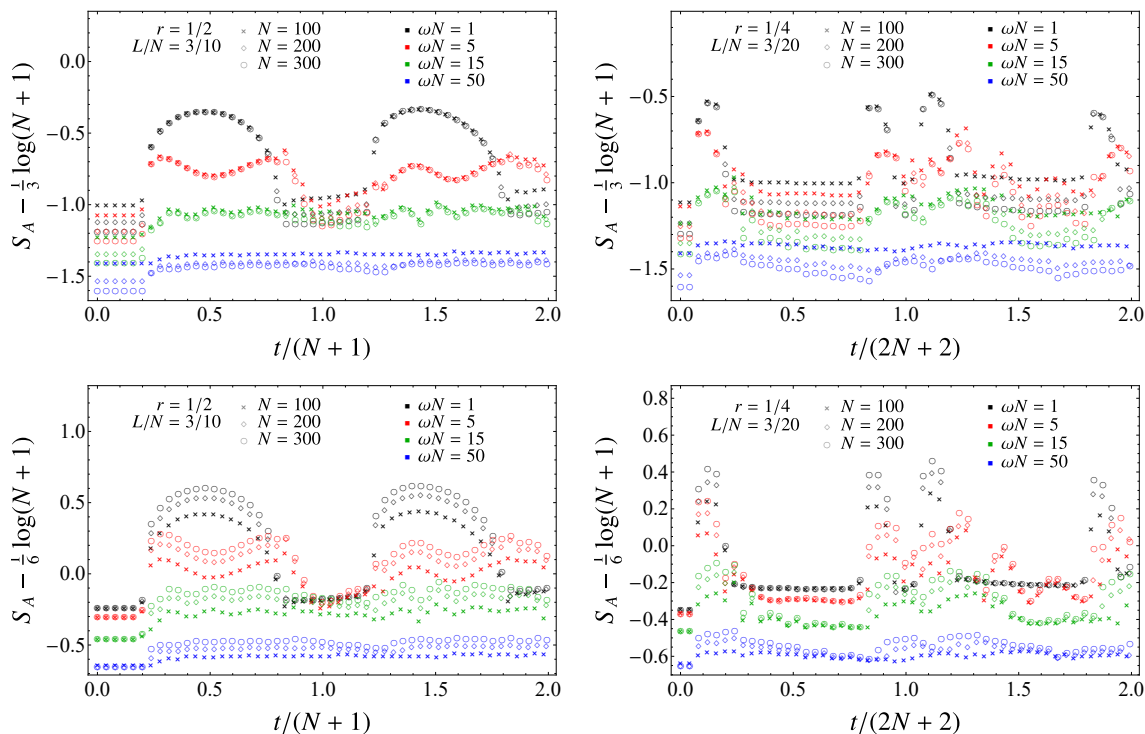 r = 1/2
L/N = 3/10
× N = 100
◇ N = 200
○ N = 300
■ ωN = 1
■ ωN = 5
■ ωN = 15
■ ωN = 50
S_A − 1/3 log(N + 1)
0.0
−0.5
−1.0
−1.5
0.0 0.5 1.0 1.5 2.0
t/(N + 1)
r = 1/4
L/N = 3/20
× N = 100
◇ N = 200
○ N = 300
■ ωN = 1
■ ωN = 5
■ ωN = 15
■ ωN = 50
S_A − 1/3 log(N + 1)
−0.5
−1.0
−1.5
0.0 0.5 1.0 1.5 2.0
t/(2N + 2)
r = 1/2
L/N = 3/10
× N = 100
◇ N = 200
○ N = 300
■ ωN = 1
■ ωN = 5
■ ωN = 15
■ ωN = 50
S_A − 1/6 log(N + 1)
1.0
0.5
0.0
−0.5
0.0 0.5 1.0 1.5 2.0
t/(N + 1)
r = 1/4
L/N = 3/20
× N = 100
◇ N = 200
○ N = 300
■ ωN = 1
■ ωN = 5
■ ωN = 15
■ ωN = 50
S_A − 1/6 log(N + 1)
0.8
0.6
0.4
0.2
0.0
−0.2
−0.4
−0.6
0.0 0.5 1.0 1.5 2.0
t/(2N + 2)